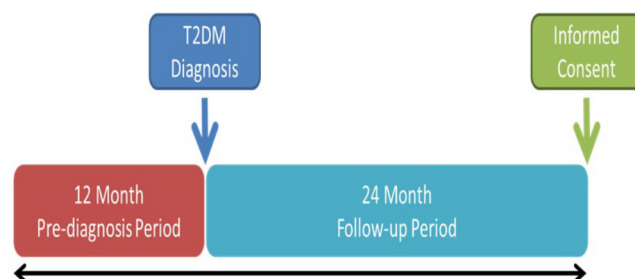 T2DM
Diagnosis
Informed
Consent
12 Month
Pre-diagnosis Period
24 Month
Follow-up Period